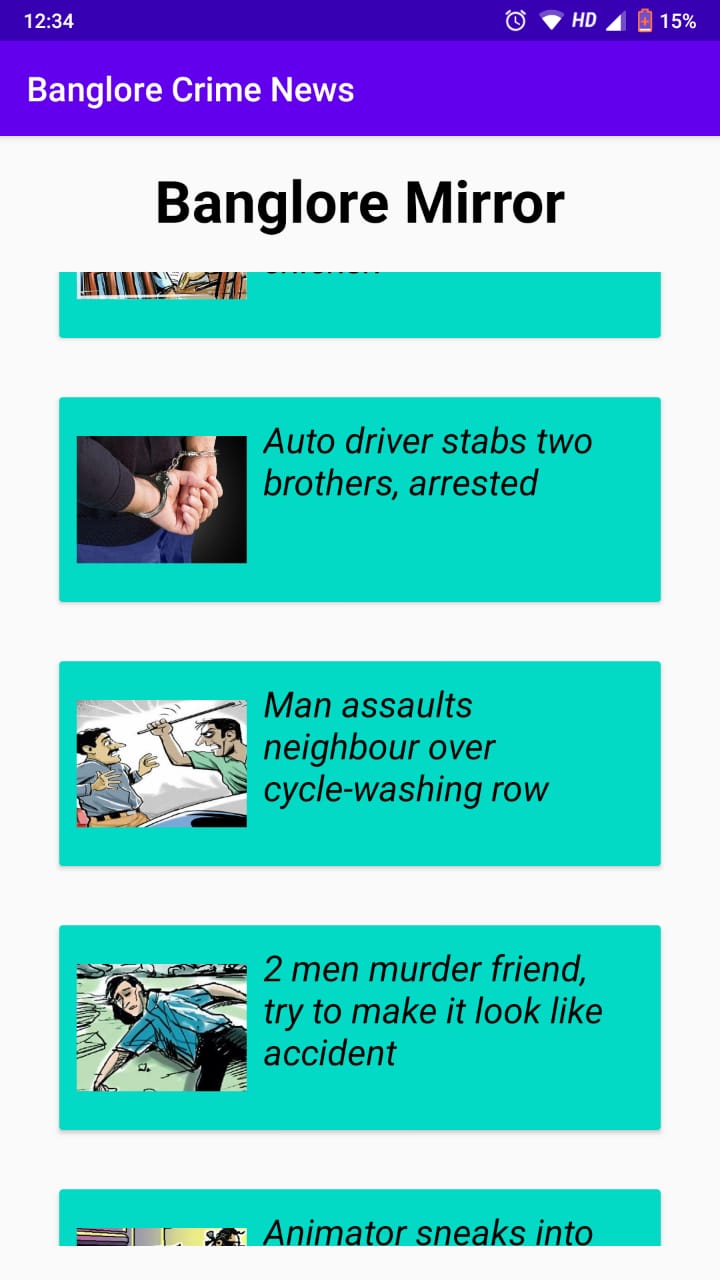 12:34 HD 15%
Banglore Crime News
Banglore Mirror
Auto driver stabs two
brothers, arrested
Man assaults
neighbour over
cycle-washing row
2 men murder friend,
try to make it look like
accident
Animator sneaks into